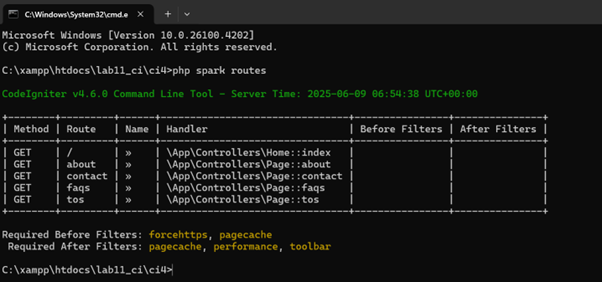 C:\Windows\System32\cmd.e
Microsoft Windows [Version 10.0.26100.4202]
(c) Microsoft Corporation. All rights reserved.
C:\xampp\htdocs\lab11_ci\ci4>php spark routes
CodeIgniter v4.6.0 Command Line Tool - Server Time: 2025-06-09 06:54:38 UTC+00:00
+--------+---------+------+------------------------------+----------------+---------------+
| Method | Route | Name | Handler | Before Filters | After Filters |
+--------+---------+------+------------------------------+----------------+---------------+
| GET | / | » | \App\Controllers\Home::index | | |
| GET | about | » | \App\Controllers\Page::about | | |
| GET | contact | » | \App\Controllers\Page::contact | | |
| GET | faqs | » | \App\Controllers\Page::faqs | | |
| GET | tos | » | \App\Controllers\Page::tos | | |
+--------+---------+------+------------------------------+----------------+---------------+
Required Before Filters: forcehttps, pagecache
Required After Filters: pagecache, performance, toolbar
C:\xampp\htdocs\lab11_ci\ci4>